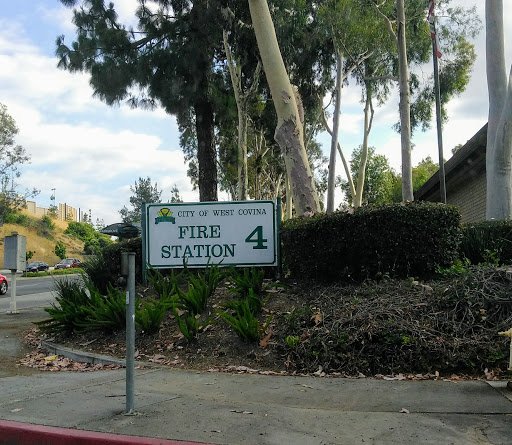 CITY OF WEST COVINA
FIRE
STATION 4